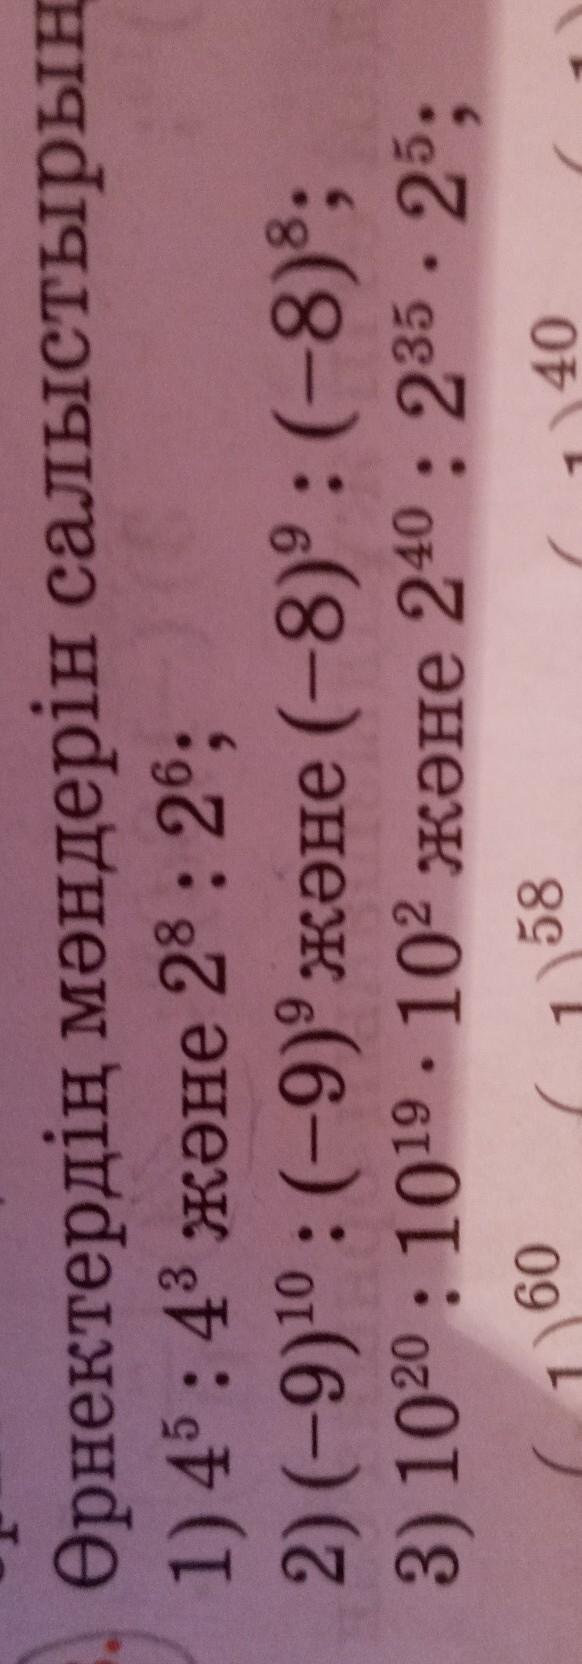 Өрнектердің мәндерін салыстырың
1) 4⁵ : 4³ және 2⁸ : 2⁶;
2) (−9)¹⁰ : (−9)⁹ және (−8)⁹ : (−8)⁸;
3) 10²⁰ : 10¹⁹ · 10² және 2⁴⁰ : 2³⁵ · 2⁵;